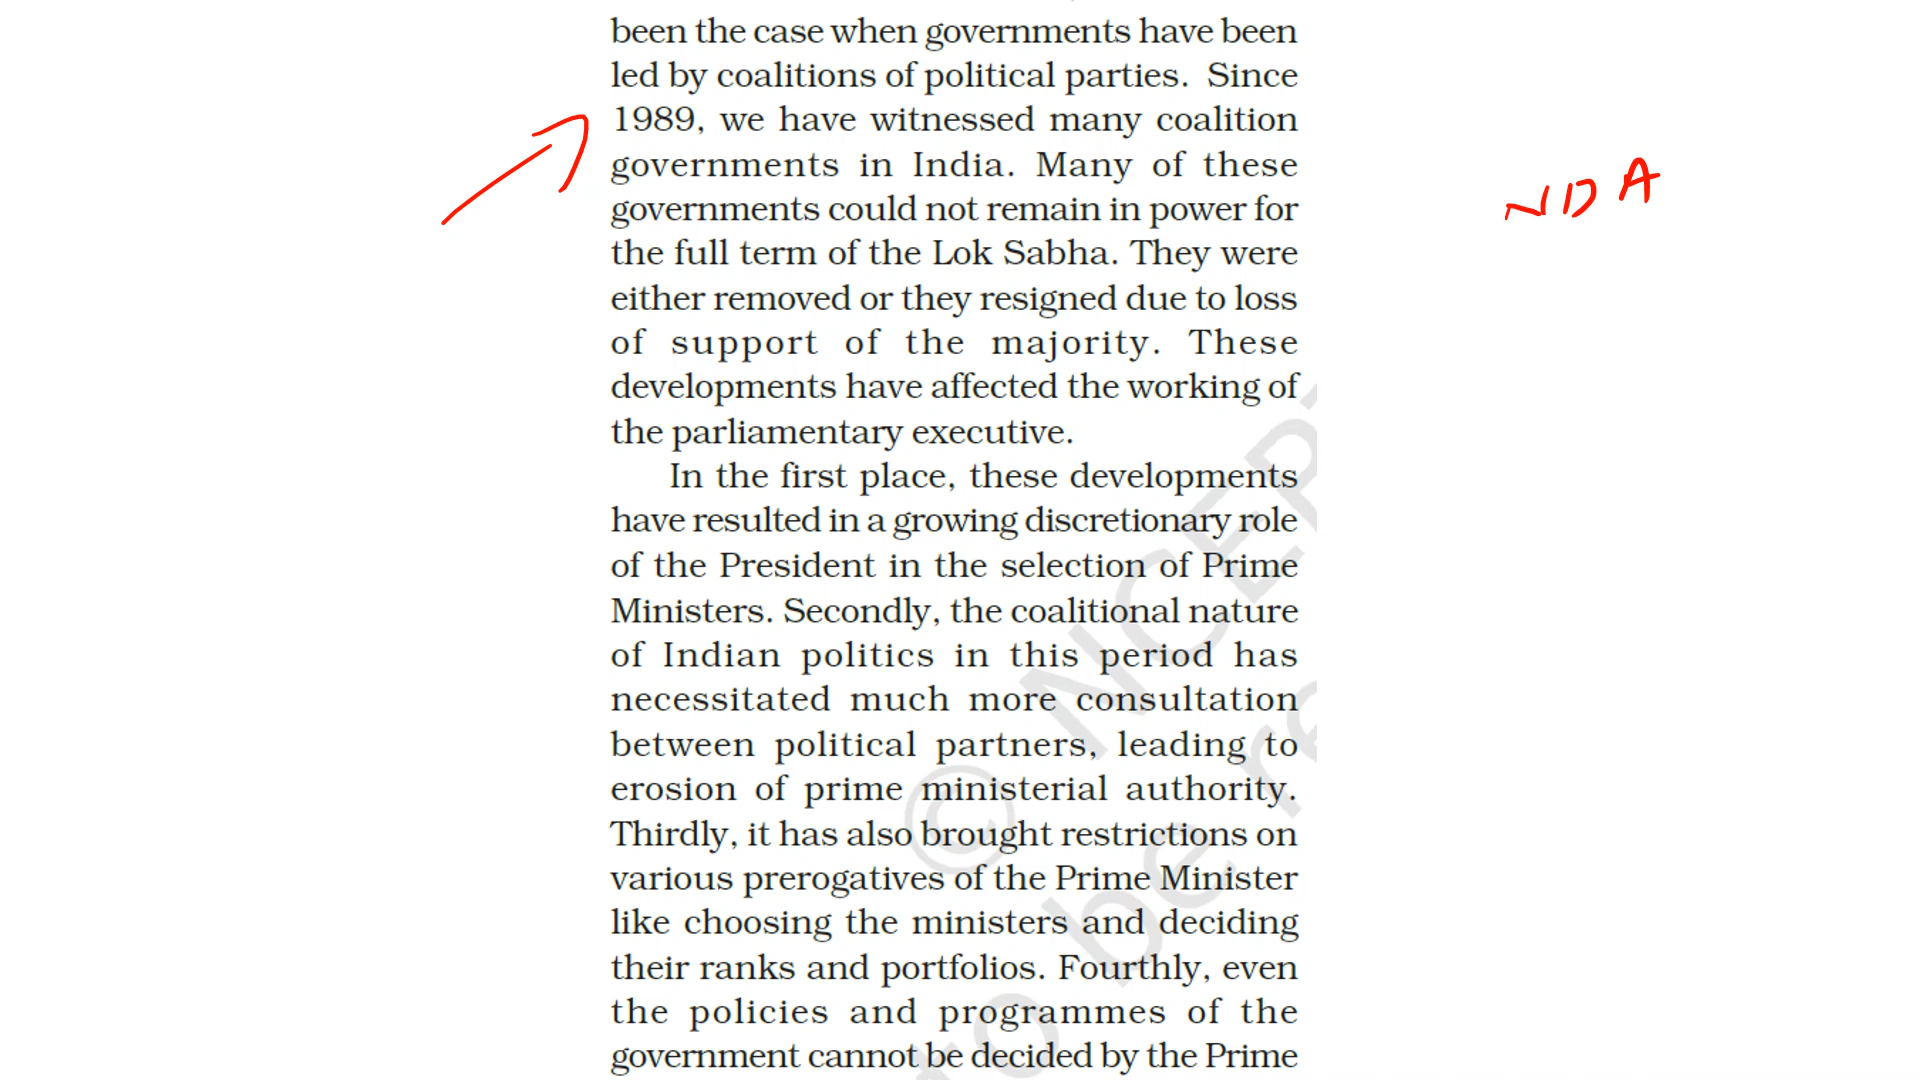 been the case when governments have been
led by coalitions of political parties. Since
1989, we have witnessed many coalition
governments in India. Many of these
governments could not remain in power for
the full term of the Lok Sabha. They were
either removed or they resigned due to loss
of support of the majority. These
developments have affected the working of
the parliamentary executive.
In the first place, these developments
have resulted in a growing discretionary role
of the President in the selection of Prime
Ministers. Secondly, the coalitional nature
of Indian politics in this period has
necessitated much more consultation
between political partners, leading to
erosion of prime ministerial authority.
Thirdly, it has also brought restrictions on
various prerogatives of the Prime Minister
like choosing the ministers and deciding
their ranks and portfolios. Fourthly, even
the policies and programmes of the
government cannot be decided by the Prime
NDA
© NCERT
to be re